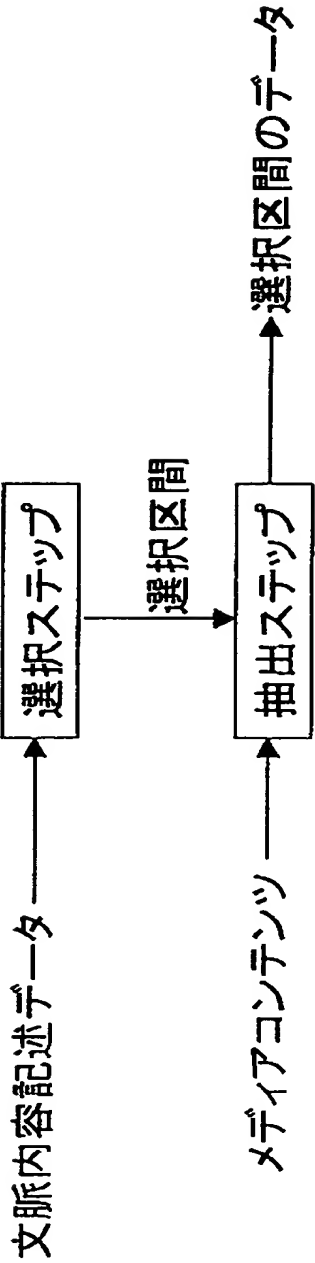 文脈内容記述データ
選択ステップ
選択区間
メディアコンテンツ
抽出ステップ
選択区間のデータ